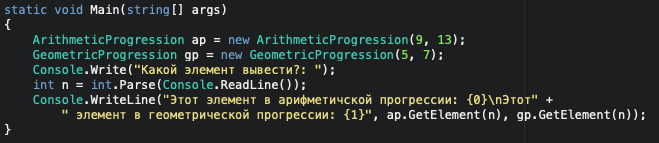 static void Main(string[] args)
{
    ArithmeticProgression ap = new ArithmeticProgression(9, 13);
    GeometricProgression gp = new GeometricProgression(5, 7);
    Console.Write("Какой элемент вывести?: ");
    int n = int.Parse(Console.ReadLine());
    Console.WriteLine("Этот элемент в арифметичской прогрессии: {0}\nЭтот" +
        " элемент в геометрической прогрессии: {1}", ap.GetElement(n), gp.GetElement(n));
}